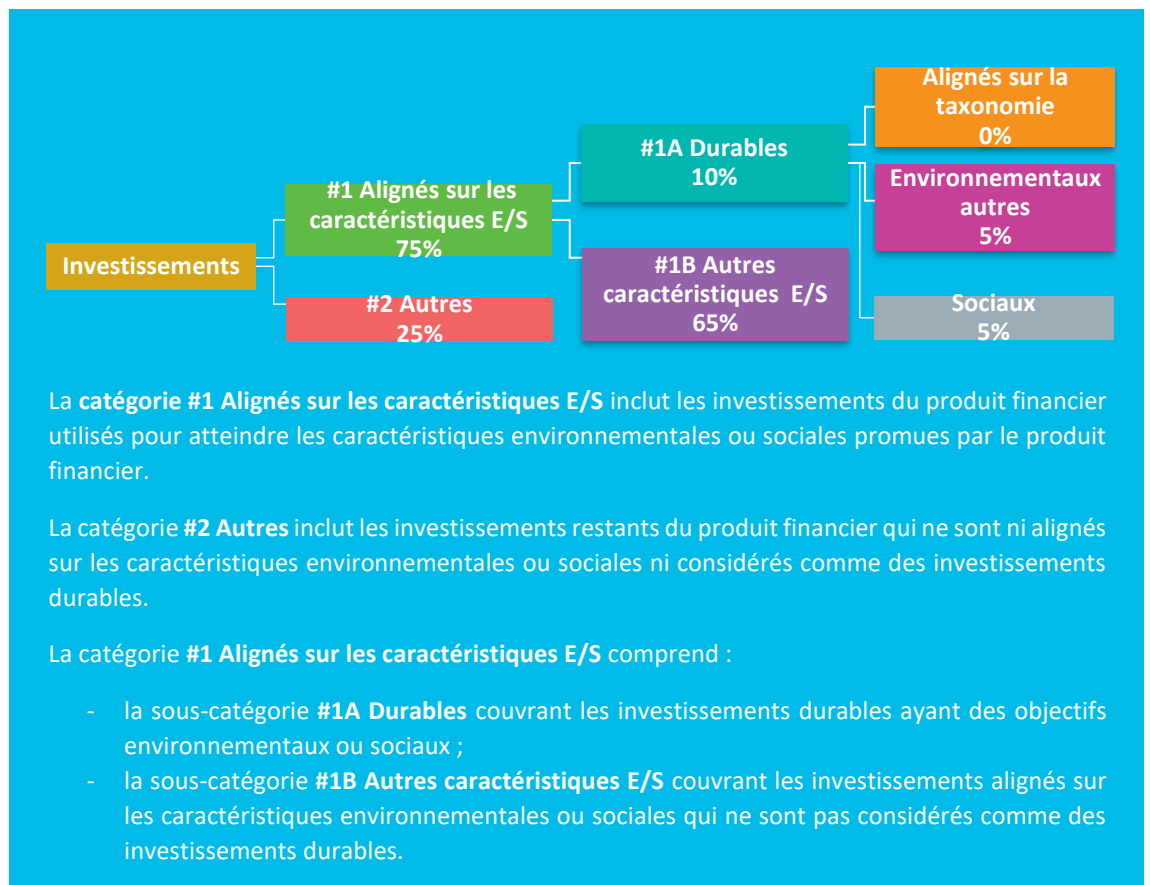 Alignés sur la
taxonomie
0%
#1A Durables
10%
Environnementaux
autres
5%
#1 Alignés sur les
caractéristiques E/S
75%
Investissements
#1B Autres
caractéristiques E/S
65%
#2 Autres
25%
Sociaux
5%
La catégorie #1 Alignés sur les caractéristiques E/S inclut les investissements du produit financier
utilisés pour atteindre les caractéristiques environnementales ou sociales promues par le produit
financier.
La catégorie #2 Autres inclut les investissements restants du produit financier qui ne sont ni alignés
sur les caractéristiques environnementales ou sociales ni considérés comme des investissements
durables.
La catégorie #1 Alignés sur les caractéristiques E/S comprend :
- la sous-catégorie #1A Durables couvrant les investissements durables ayant des objectifs
environnementaux ou sociaux ;
- la sous-catégorie #1B Autres caractéristiques E/S couvrant les investissements alignés sur
les caractéristiques environnementales ou sociales qui ne sont pas considérés comme des
investissements durables.